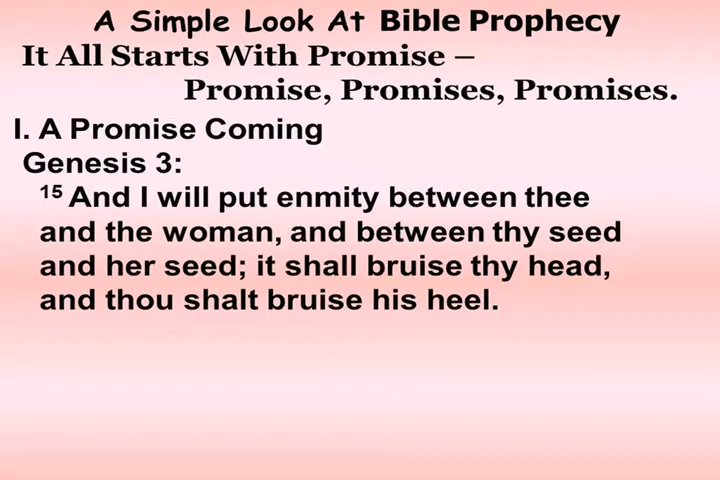 A Simple Look At Bible Prophecy
It All Starts With Promise –
Promise, Promises, Promises.
I. A Promise Coming
Genesis 3:
15 And I will put enmity between thee
and the woman, and between thy seed
and her seed; it shall bruise thy head,
and thou shalt bruise his heel.